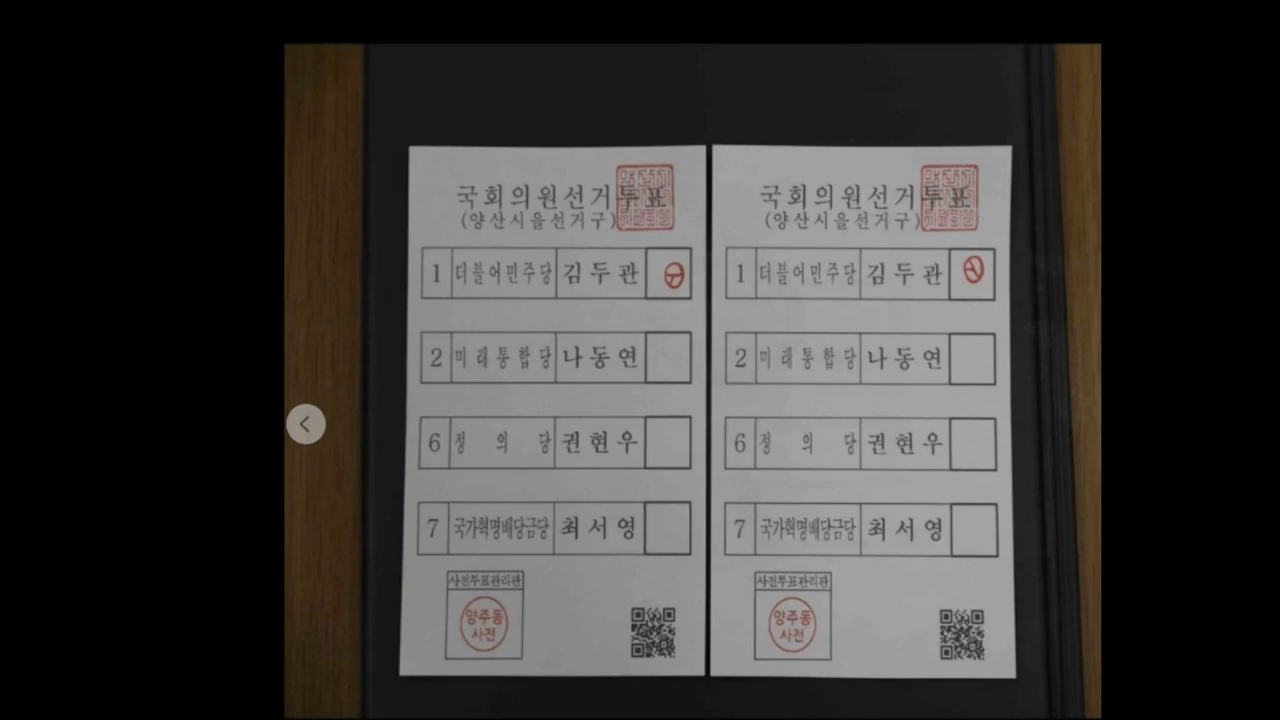 국회의원선거투표
(양산시을선거구)
1 더불어민주당 김두관
2 미래통합당 나동연
6 정의당 권현우
7 국가혁명배당금당 최서영
사전투표관리관
양주동
사전
국회의원선거투표
(양산시을선거구)
1 더불어민주당 김두관
2 미래통합당 나동연
6 정의당 권현우
7 국가혁명배당금당 최서영
사전투표관리관
양주동
사전